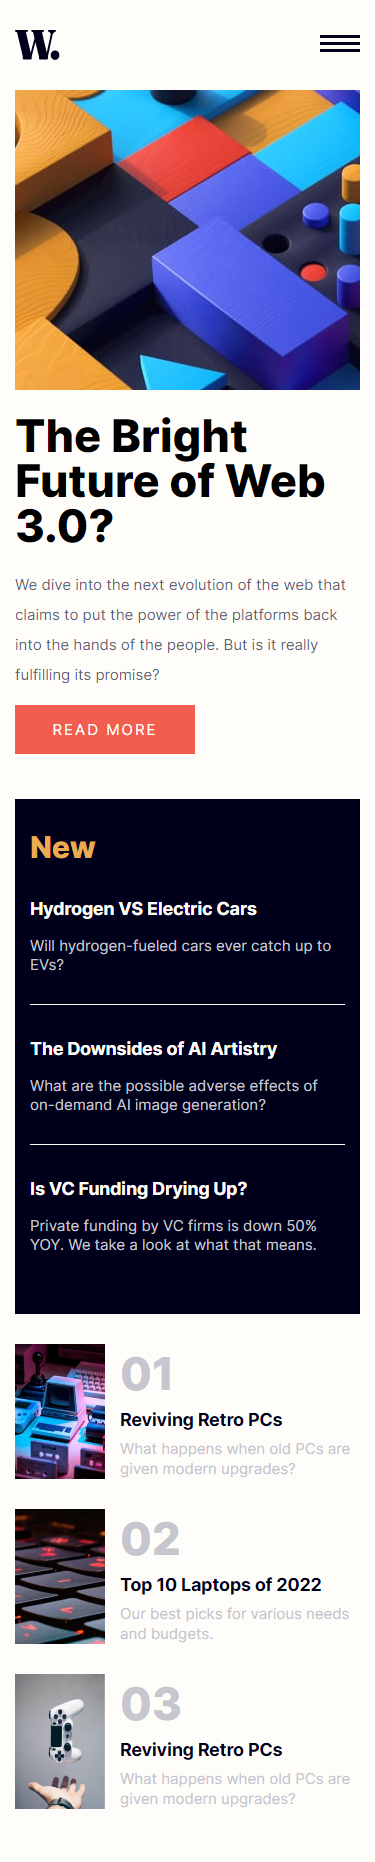 W.
The Bright
Future of Web
3.0?
We dive into the next evolution of the web that
claims to put the power of the platforms back
into the hands of the people. But is it really
fulfilling its promise?
READ MORE
New
Hydrogen VS Electric Cars
Will hydrogen-fueled cars ever catch up to
EVs?
The Downsides of AI Artistry
What are the possible adverse effects of
on-demand AI image generation?
Is VC Funding Drying Up?
Private funding by VC firms is down 50%
YOY. We take a look at what that means.
01
Reviving Retro PCs
What happens when old PCs are
given modern upgrades?
02
Top 10 Laptops of 2022
Our best picks for various needs
and budgets.
03
Reviving Retro PCs
What happens when old PCs are
given modern upgrades?